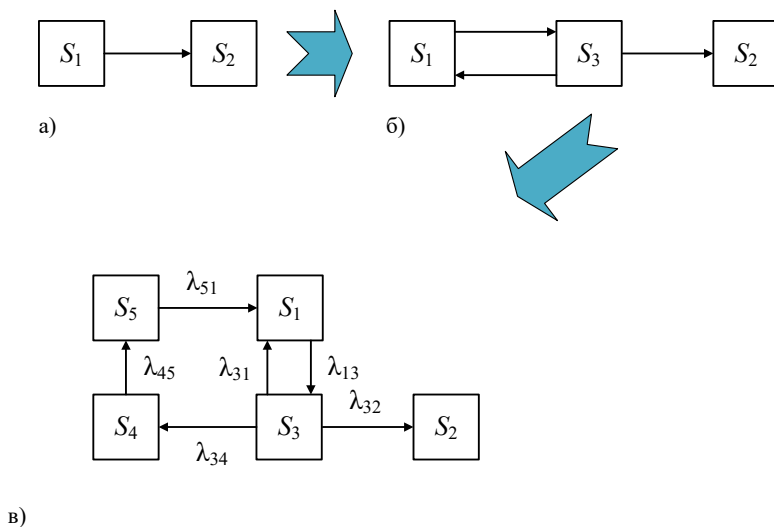 S₁ S₂ S₁ S₃ S₂
а) б)
λ₅₁
S₅ S₁
λ₄₅ λ₃₁ λ₁₃
λ₃₂
S₄ S₃ S₂
λ₃₄
в)